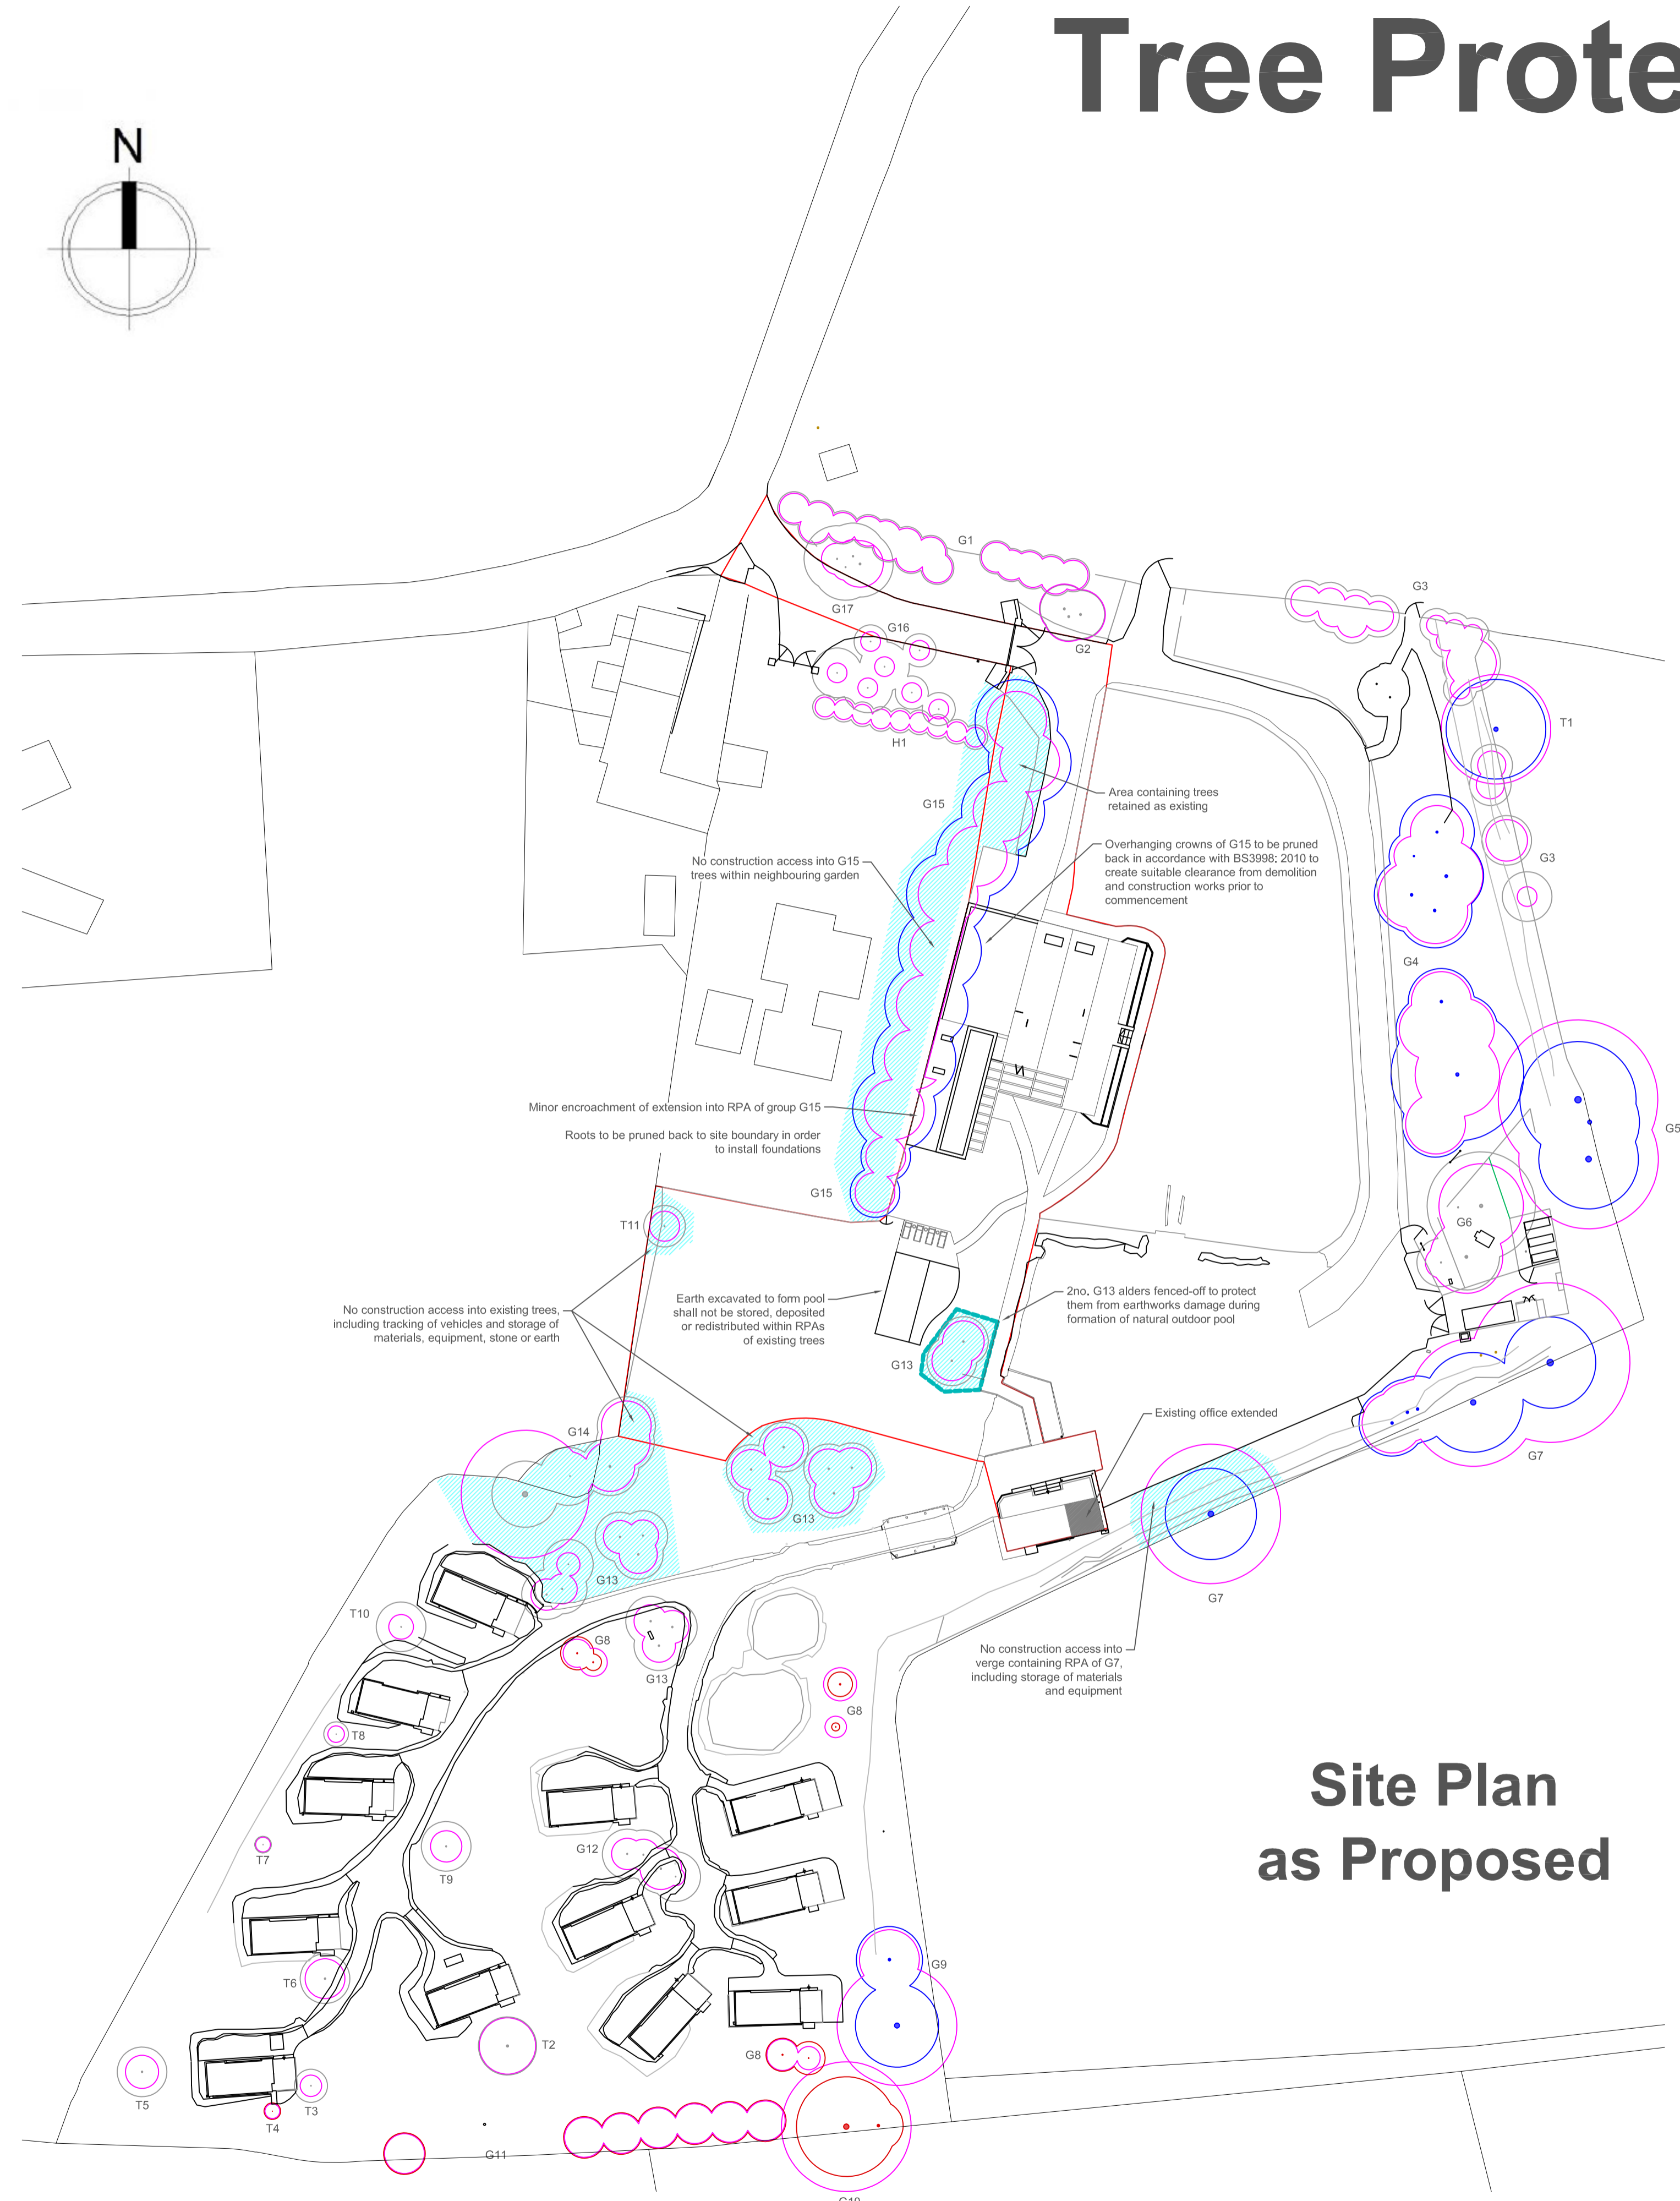 Tree Prote
N
G1
G17
G16
G2
G3
H1
T1
G15
Area containing trees
retained as existing
No construction access into G15
trees within neighbouring garden
Overhanging crowns of G15 to be pruned
back in accordance with BS3998: 2010 to
create suitable clearance from demolition
and construction works prior to
commencement
G3
G4
Minor encroachment of extension into RPA of group G15
Roots to be pruned back to site boundary in order
to install foundations
G5
G15
T11
G6
No construction access into existing trees,
including tracking of vehicles and storage of
materials, equipment, stone or earth
Earth excavated to form pool
shall not be stored, deposited
or redistributed within RPAs
of existing trees
2no. G13 alders fenced-off to protect
them from earthworks damage during
formation of natural outdoor pool
G13
Existing office extended
G14
G7
G13
G13
G7
T10
G8
G13
No construction access into
verge containing RPA of G7,
including storage of materials
and equipment
G8
T8
Site Plan
as Proposed
T7
T9
G12
G9
T6
T2
G8
T5
T3
T4
G11